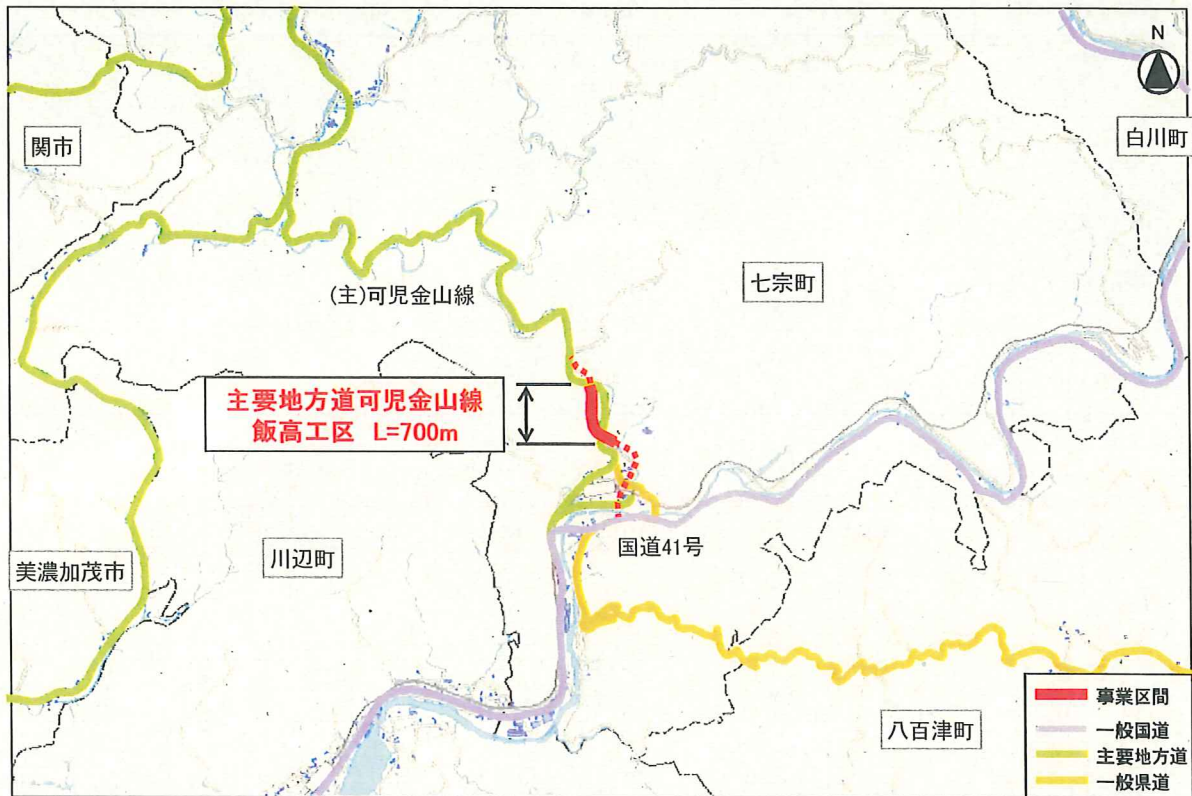 N
関市
白川町
七宗町
(主)可児金山線
主要地方道可児金山線
飯高工区 L=700m
国道41号
川辺町
美濃加茂市
八百津町
事業区間
一般国道
主要地方道
一般県道